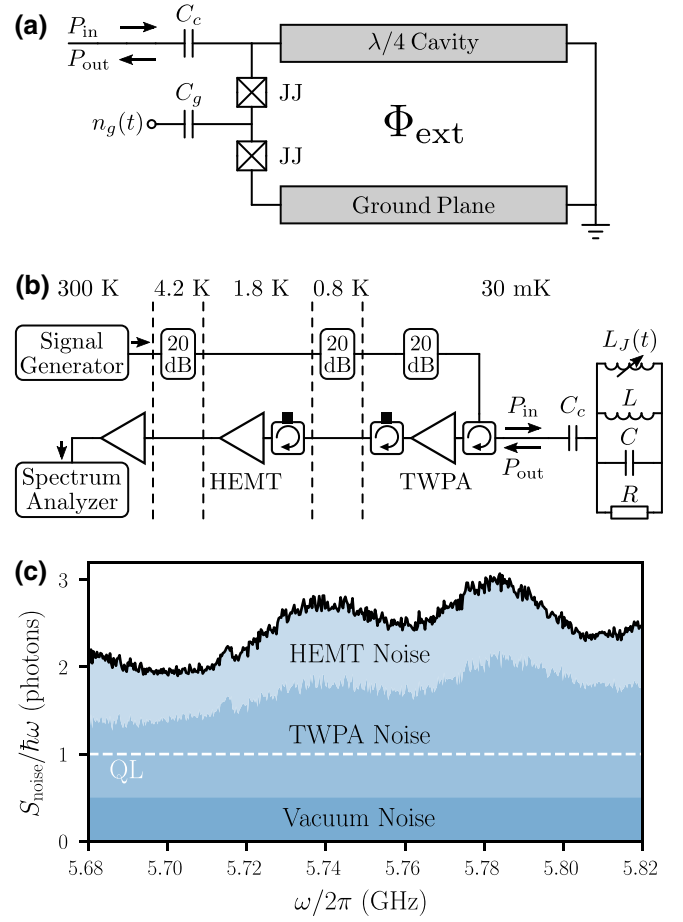 (a)
P_in
P_out
C_c
λ/4 Cavity
JJ
C_g
n_g(t)
Φ_ext
JJ
Ground Plane
(b)
300 K 4.2 K 1.8 K 0.8 K 30 mK
Signal
Generator
20
dB
20
dB
20
dB
P_in
P_out
C_c
L_J(t)
L
C
R
HEMT
TWPA
Spectrum
Analyzer
(c)
S_noise/ħω (photons)
3
2
1
0
HEMT Noise
TWPA Noise
QL
Vacuum Noise
5.68 5.70 5.72 5.74 5.76 5.78 5.80 5.82
ω/2π (GHz)